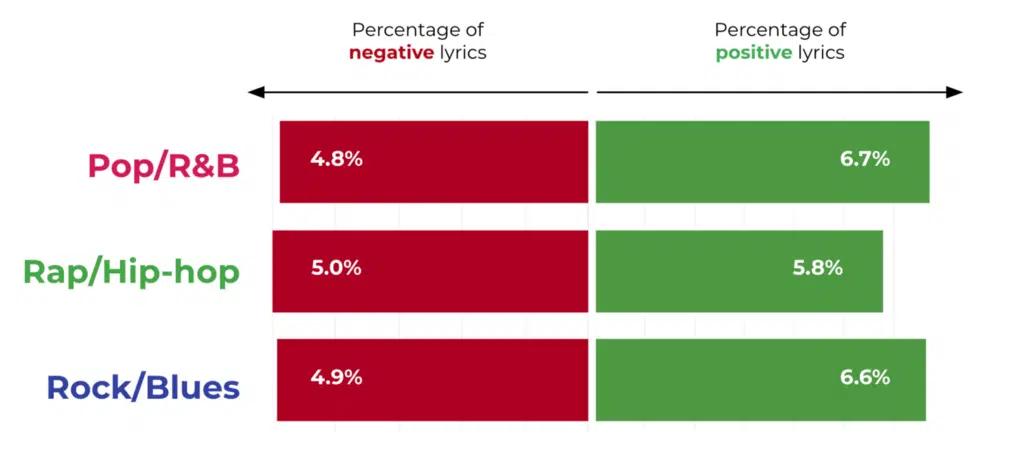 Percentage of
negative lyrics
Percentage of
positive lyrics
Pop/R&B
4.8%
6.7%
Rap/Hip-hop
5.0%
5.8%
Rock/Blues
4.9%
6.6%